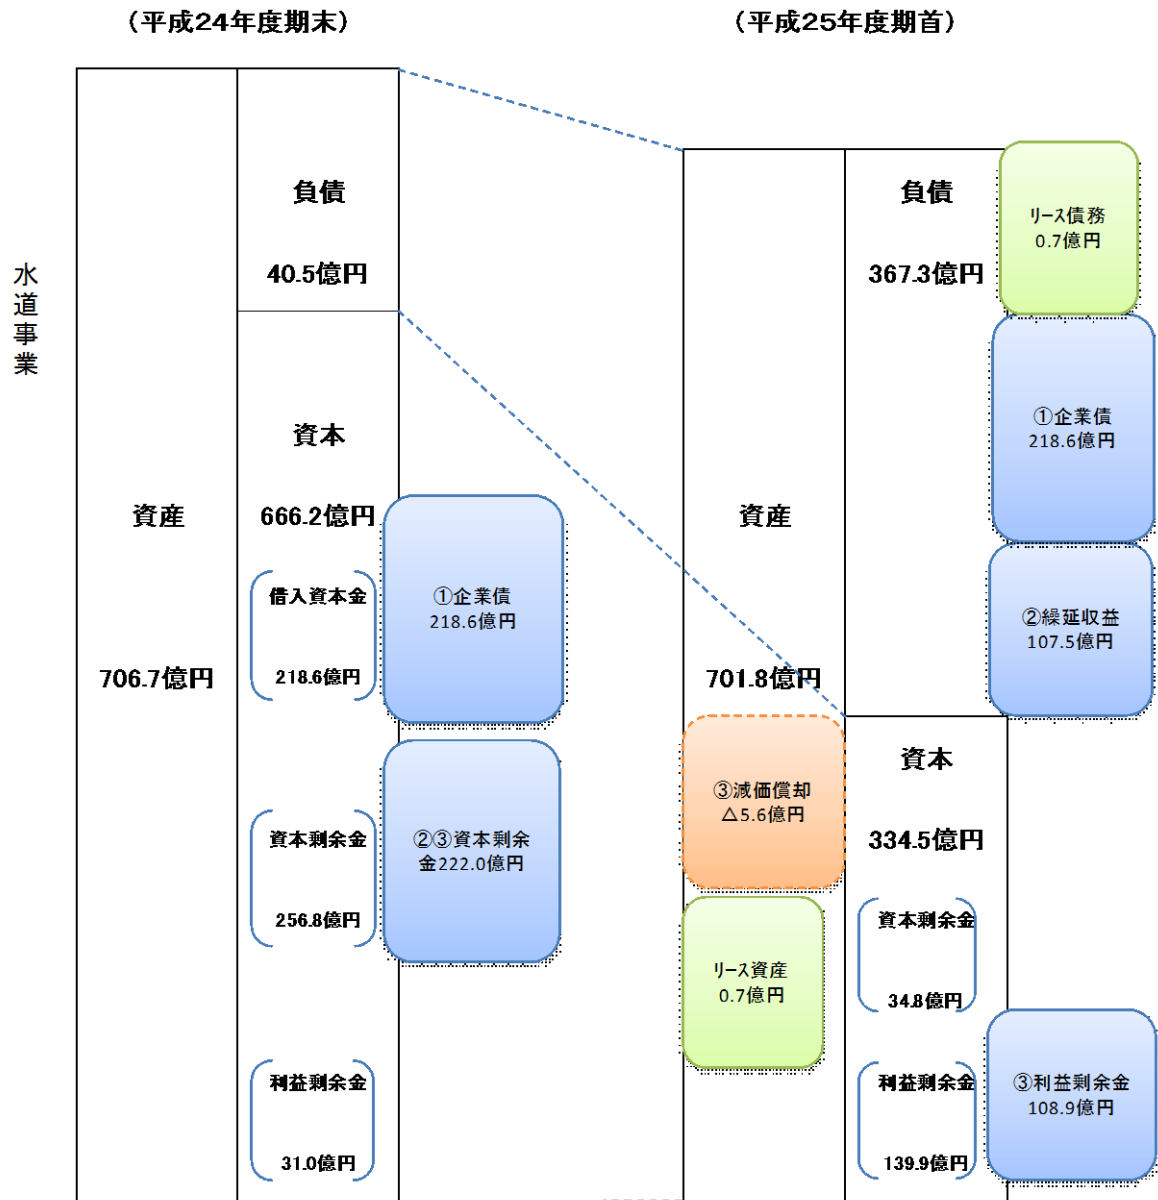 （平成24年度期末）
（平成25年度期首）
水道事業
負債
40.5億円
資本
666.2億円
借入資本金
218.6億円
①企業債
218.6億円
資産
706.7億円
資本剰余金
256.8億円
②③資本剰余
金222.0億円
利益剰余金
31.0億円
負債
367.3億円
リース債務
0.7億円
①企業債
218.6億円
②繰延収益
107.5億円
資産
701.8億円
③減価償却
△5.6億円
リース資産
0.7億円
資本
334.5億円
資本剰余金
34.8億円
利益剰余金
139.9億円
③利益剰余金
108.9億円